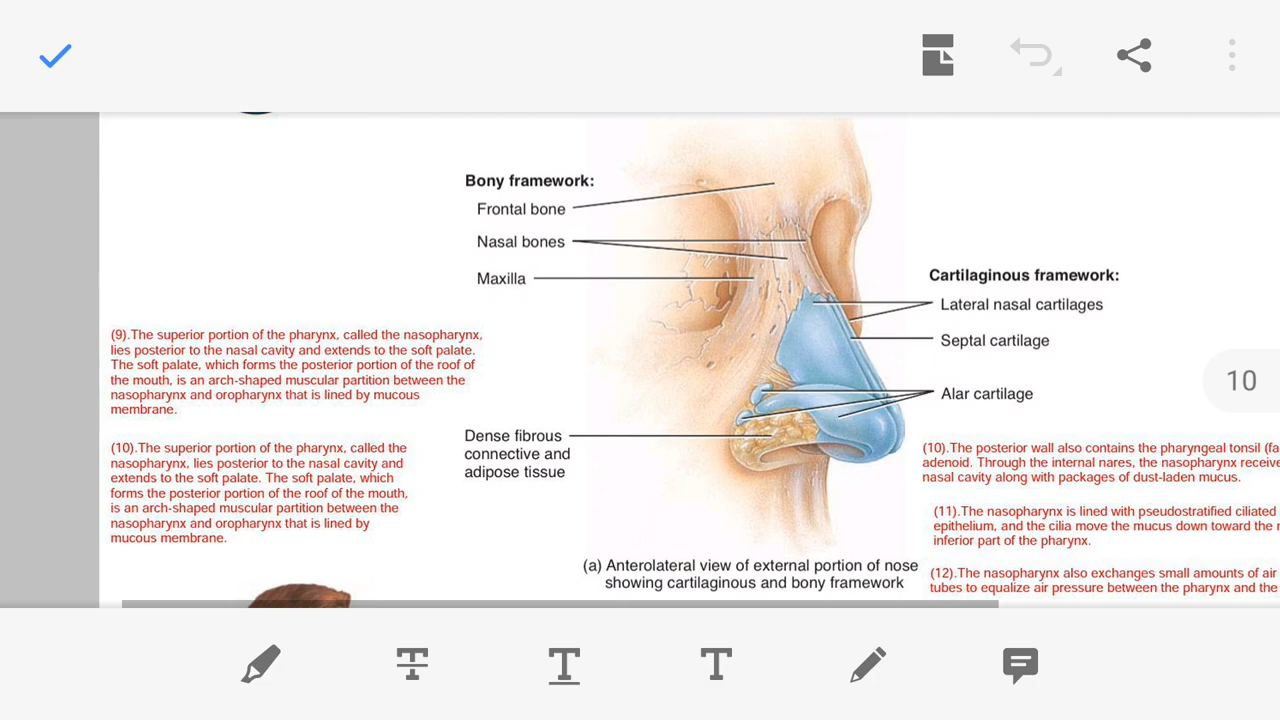 Bony framework:
Frontal bone
Nasal bones
Maxilla
Cartilaginous framework:
Lateral nasal cartilages
Septal cartilage
Alar cartilage
10
(9).The superior portion of the pharynx, called the nasopharynx,
lies posterior to the nasal cavity and extends to the soft palate.
The soft palate, which forms the posterior portion of the roof of
the mouth, is an arch-shaped muscular partition between the
nasopharynx and oropharynx that is lined by mucous
membrane.
(10).The superior portion of the pharynx, called the
nasopharynx, lies posterior to the nasal cavity and
extends to the soft palate. The soft palate, which
forms the posterior portion of the roof of the mouth,
is an arch-shaped muscular partition between the
nasopharynx and oropharynx that is lined by
mucous membrane.
Dense fibrous
connective and
adipose tissue
(10).The posterior wall also contains the pharyngeal tonsil (fa
adenoid. Through the internal nares, the nasopharynx receive
nasal cavity along with packages of dust-laden mucus.
(11).The nasopharynx is lined with pseudostratified ciliated
epithelium, and the cilia move the mucus down toward the
inferior part of the pharynx.
(12).The nasopharynx also exchanges small amounts of air
tubes to equalize air pressure between the pharynx and the
(a) Anterolateral view of external portion of nose
showing cartilaginous and bony framework